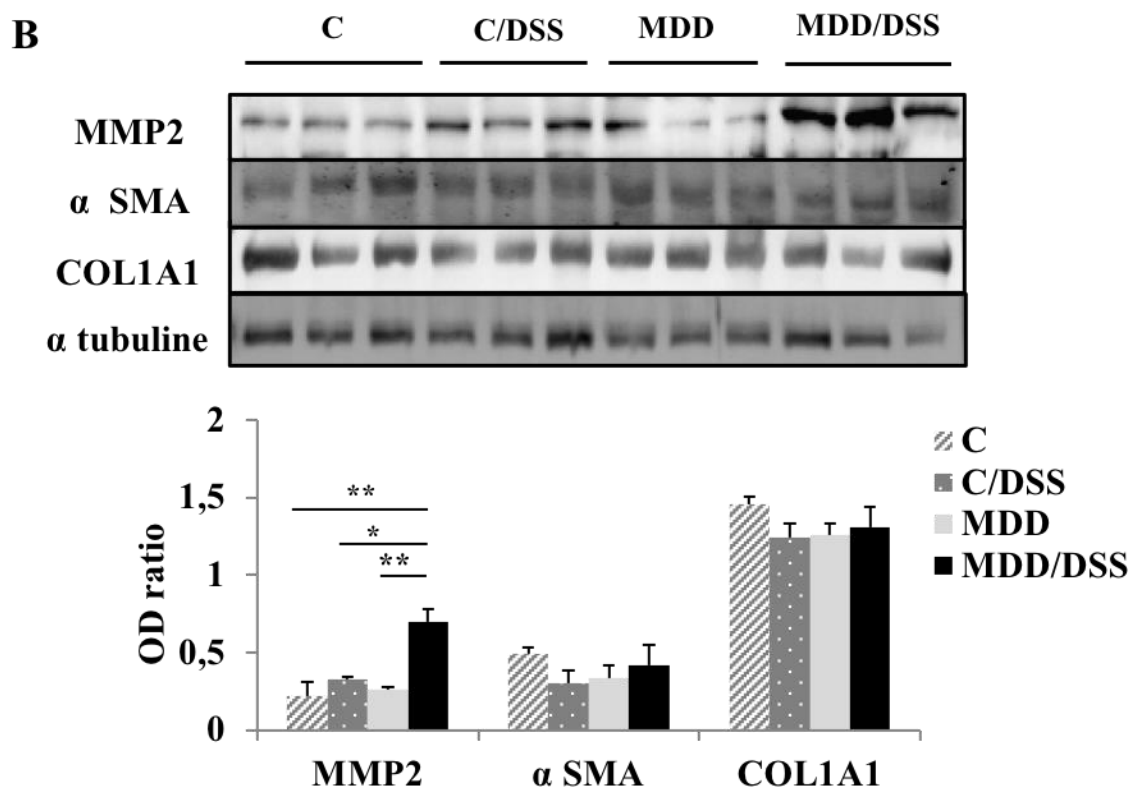 B
C C/DSS MDD MDD/DSS
MMP2
α SMA
COL1A1
α tubuline
2
1,5
1
0,5
0
OD ratio
**
*
**
C
C/DSS
MDD
MDD/DSS
MMP2 α SMA COL1A1